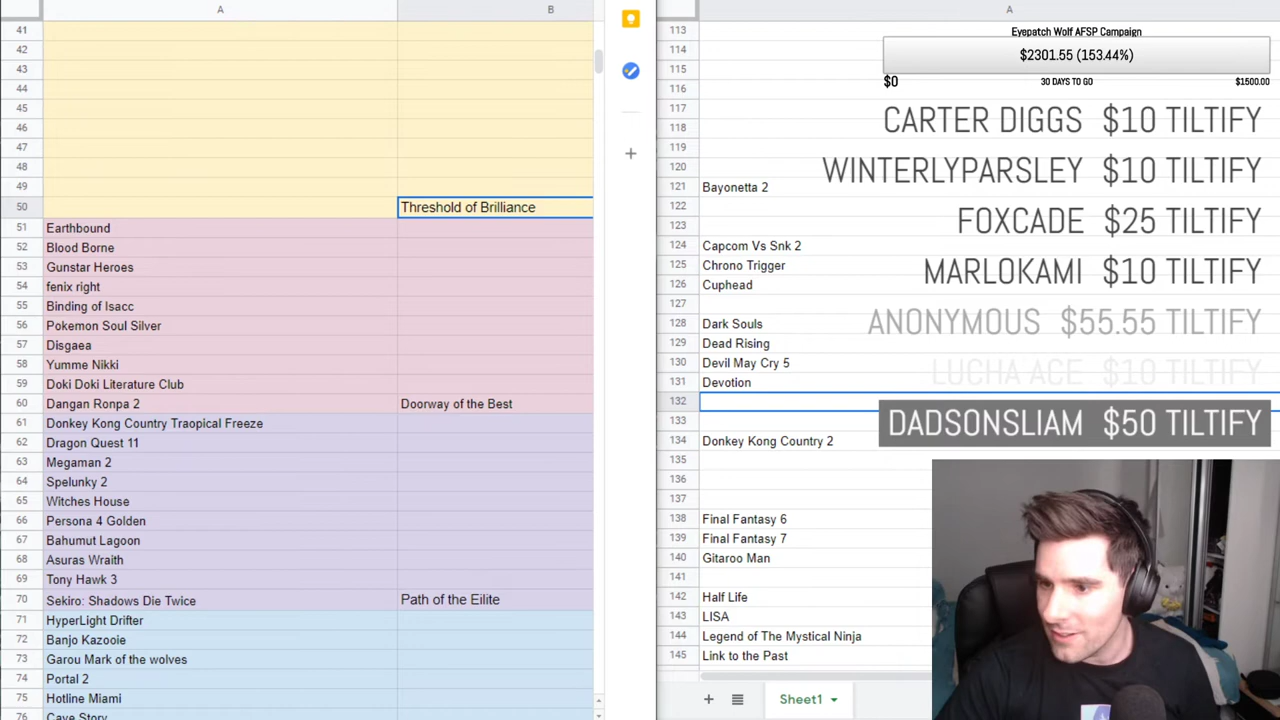 A
B
41
42
43
44
45
46
47
48
49
50 Threshold of Brilliance
51 Earthbound
52 Blood Borne
53 Gunstar Heroes
54 fenix right
55 Binding of Isacc
56 Pokemon Soul Silver
57 Disgaea
58 Yumme Nikki
59 Doki Doki Literature Club
60 Dangan Ronpa 2 Doorway of the Best
61 Donkey Kong Country Traopical Freeze
62 Dragon Quest 11
63 Megaman 2
64 Spelunky 2
65 Witches House
66 Persona 4 Golden
67 Bahumut Lagoon
68 Asuras Wraith
69 Tony Hawk 3
70 Sekiro: Shadows Die Twice Path of the Eilite
71 HyperLight Drifter
72 Banjo Kazooie
73 Garou Mark of the wolves
74 Portal 2
75 Hotline Miami
76 Cave Story
A
113
114
115
116
117
118
119
120
121 Bayonetta 2
122
123
124 Capcom Vs Snk 2
125 Chrono Trigger
126 Cuphead
127
128 Dark Souls
129 Dead Rising
130 Devil May Cry 5
131 Devotion
132
133
134 Donkey Kong Country 2
135
136
137
138 Final Fantasy 6
139 Final Fantasy 7
140 Gitaroo Man
141
142 Half Life
143 LISA
144 Legend of The Mystical Ninja
145 Link to the Past
Sheet1
Eyepatch Wolf AFSP Campaign
$2301.55 (153.44%)
$0 30 DAYS TO GO $1500.00
CARTER DIGGS $10 TILTIFY
WINTERLYPARSLEY $10 TILTIFY
FOXCADE $25 TILTIFY
MARLOKAMI $10 TILTIFY
ANONYMOUS $55.55 TILTIFY
LUCHA ACE $10 TILTIFY
DADSONSLIAM $50 TILTIFY